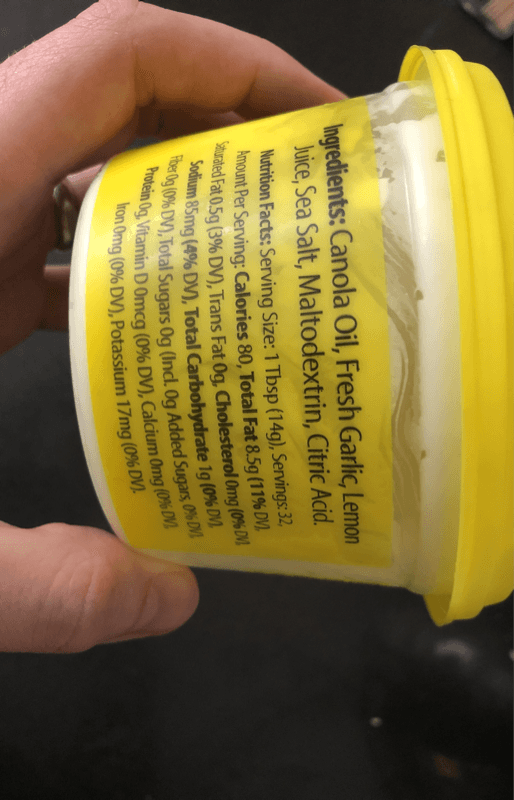 Ingredients: Canola Oil, Fresh Garlic, Lemon
Juice, Sea Salt, Maltodextrin, Citric Acid.
Nutrition Facts: Serving Size: 1 Tbsp (14g), Servings: 32,
Amount Per Serving: Calories 80, Total Fat 8.5g (11% DV),
Saturated Fat 0.5g (3% DV), Trans Fat 0g, Cholesterol 0mg (0% DV),
Sodium 85mg (4% DV), Total Carbohydrate 1g (0% DV),
Fiber 0g (0% DV), Total Sugars 0g (Incl. 0g Added Sugars, 0% DV),
Protein 0g, Vitamin D 0mcg (0% DV), Calcium 0mg (0% DV),
Iron 0mg (0% DV), Potassium 17mg (0% DV).